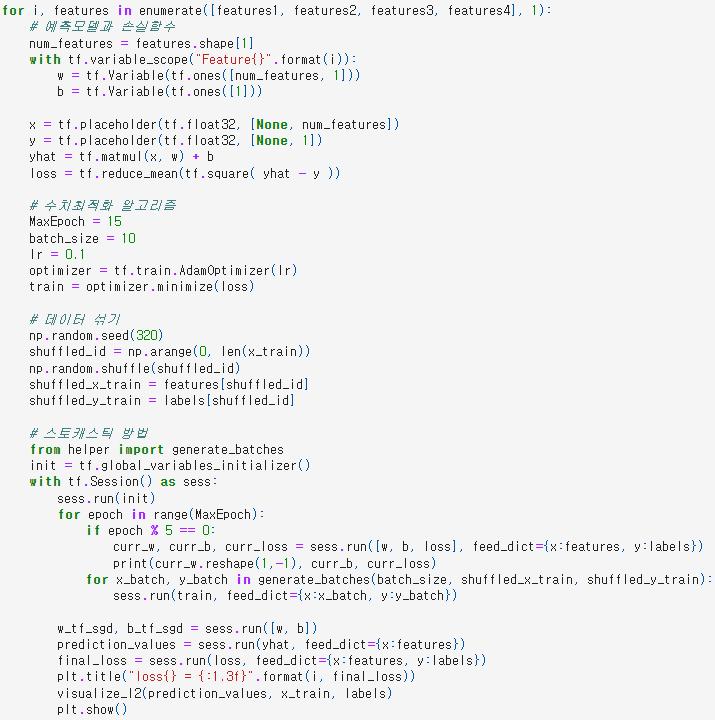 for i, features in enumerate([features1, features2, features3, features4], 1):
    # 예측모델과 손실함수
    num_features = features.shape[1]
    with tf.variable_scope("Feature{}".format(i)):
        w = tf.Variable(tf.ones([num_features, 1]))
        b = tf.Variable(tf.ones([1]))

    x = tf.placeholder(tf.float32, [None, num_features])
    y = tf.placeholder(tf.float32, [None, 1])
    yhat = tf.matmul(x, w) + b
    loss = tf.reduce_mean(tf.square( yhat - y ))

    # 수치최적화 알고리즘
    MaxEpoch = 15
    batch_size = 10
    lr = 0.1
    optimizer = tf.train.AdamOptimizer(lr)
    train = optimizer.minimize(loss)

    # 데이터 섞기
    np.random.seed(320)
    shuffled_id = np.arange(0, len(x_train))
    np.random.shuffle(shuffled_id)
    shuffled_x_train = features[shuffled_id]
    shuffled_y_train = labels[shuffled_id]

    # 스토캐스틱 방법
    from helper import generate_batches
    init = tf.global_variables_initializer()
    with tf.Session() as sess:
        sess.run(init)
        for epoch in range(MaxEpoch):
            if epoch % 5 == 0:
                curr_w, curr_b, curr_loss = sess.run([w, b, loss], feed_dict={x:features, y:labels})
                print(curr_w.reshape(1,-1), curr_b, curr_loss)
            for x_batch, y_batch in generate_batches(batch_size, shuffled_x_train, shuffled_y_train):
                sess.run(train, feed_dict={x:x_batch, y:y_batch})

        w_tf_sgd, b_tf_sgd = sess.run([w, b])
        prediction_values = sess.run(yhat, feed_dict={x:features})
        final_loss = sess.run(loss, feed_dict={x:features, y:labels})
        plt.title("loss{} = {:1.3f}".format(i, final_loss))
        visualize_l2(prediction_values, x_train, labels)
        plt.show()